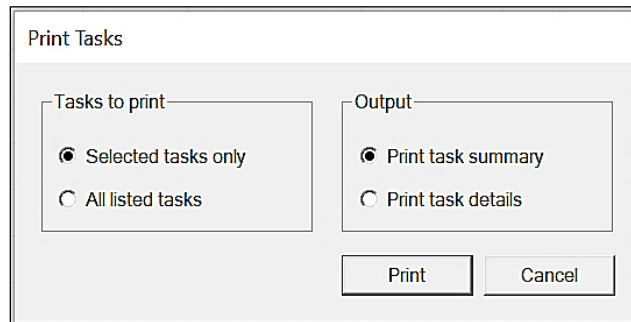 Print Tasks
Tasks to print
Selected tasks only
All listed tasks
Output
Print task summary
Print task details
Print
Cancel